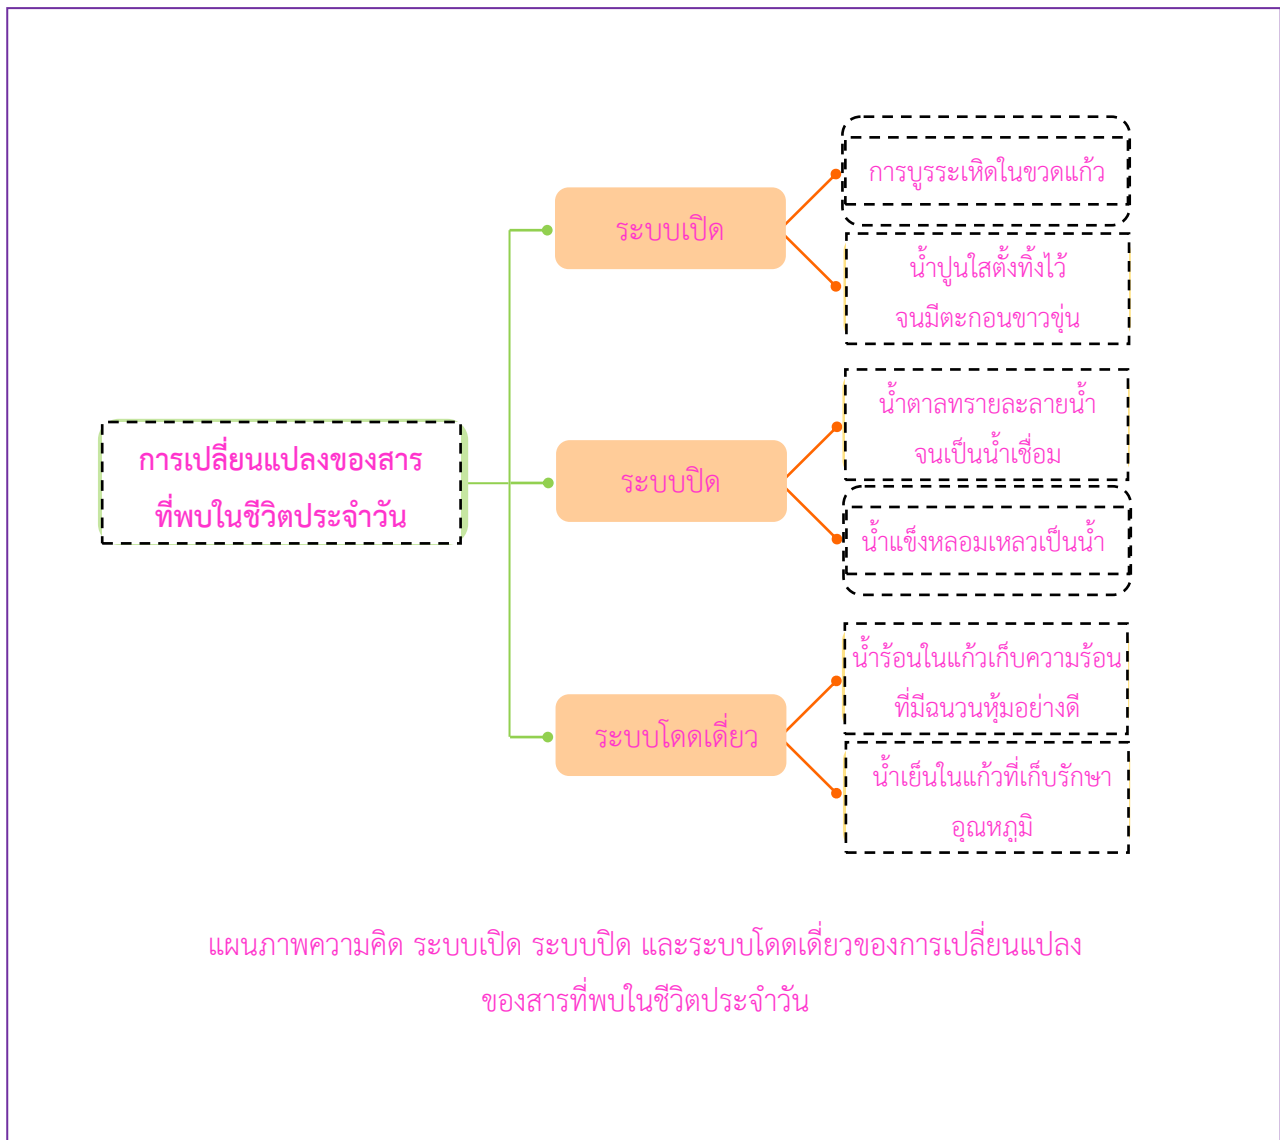 การบูรระเหิดในขวดแก้ว
ระบบเปิด
น้ำปูนใสตั้งทิ้งไว้
จนมีตะกอนขาวขุ่น
น้ำตาลทรายละลายน้ำ
จนเป็นน้ำเชื่อม
การเปลี่ยนแปลงของสาร
ที่พบในชีวิตประจำวัน
ระบบปิด
น้ำแข็งหลอมเหลวเป็นน้ำ
น้ำร้อนในแก้วเก็บความร้อน
ที่มีฉนวนหุ้มอย่างดี
ระบบโดดเดี่ยว
น้ำเย็นในแก้วที่เก็บรักษา
อุณหภูมิ
แผนภาพความคิด ระบบเปิด ระบบปิด และระบบโดดเดี่ยวของการเปลี่ยนแปลง
ของสารที่พบในชีวิตประจำวัน